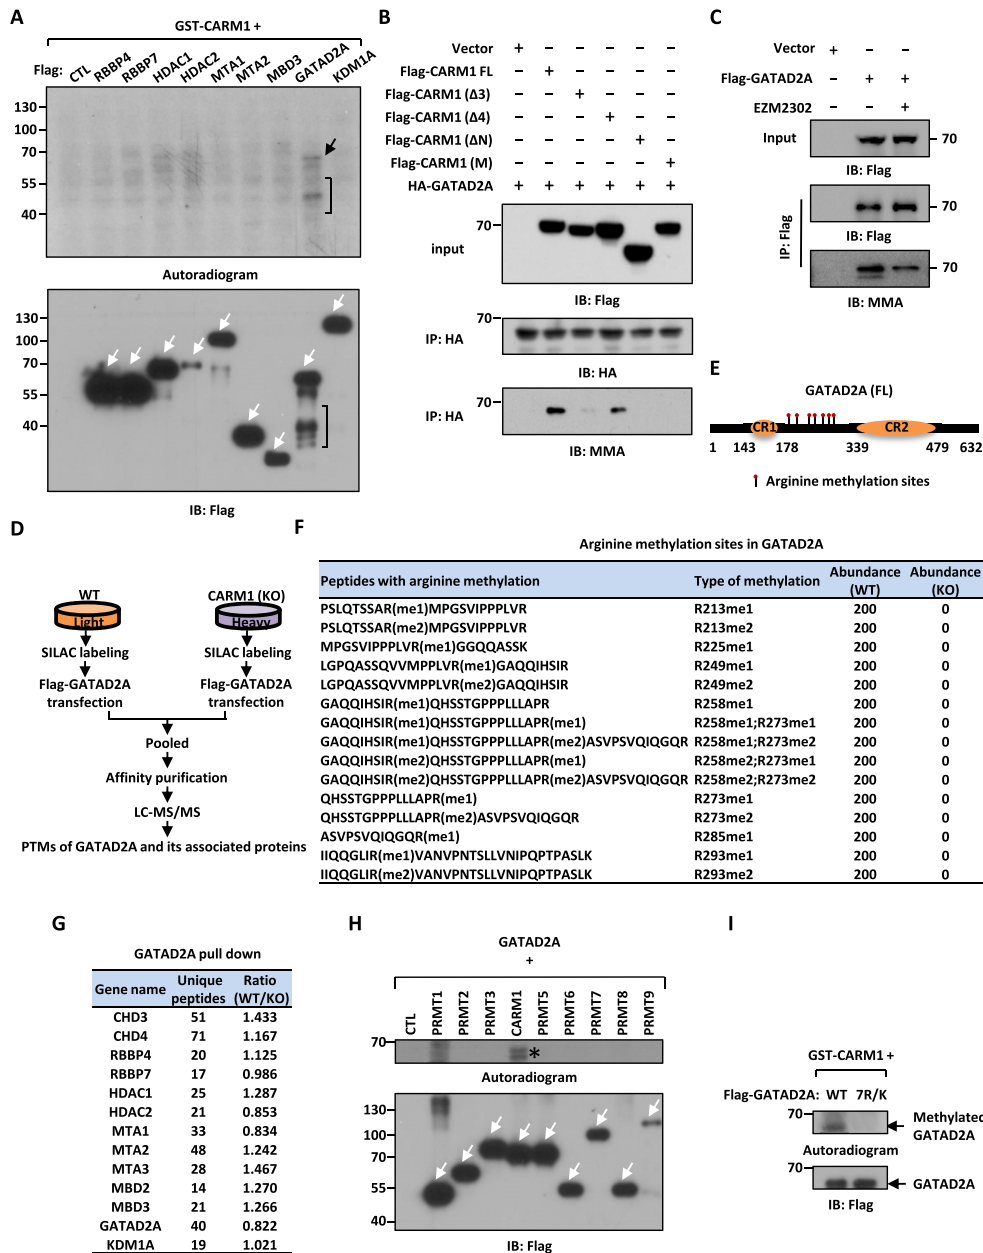 A
GST-CARM1 +
Flag: CTL RBBP4 RBBP7 HDAC1 HDAC2 MTA1 MTA2 MBD3 GATAD2A KDM1A
130
100
70
55
40
Autoradiogram
130
100
70
55
40
IB: Flag
B
Vector + − − − − −
Flag-CARM1 FL − + − − − −
Flag-CARM1 (Δ3) − − + − − −
Flag-CARM1 (Δ4) − − − + − −
Flag-CARM1 (ΔN) − − − − + −
Flag-CARM1 (M) − − − − − +
HA-GATAD2A + + + + + +
70
input
IB: Flag
70
IP: HA
IB: HA
70
IP: HA
IB: MMA
C
Vector + − −
Flag-GATAD2A − + +
EZM2302 − − +
Input 70
IB: Flag
IP: Flag
70
IB: Flag
70
IB: MMA
E
GATAD2A (FL)
CR1 CR2
1 143 178 339 479 632
Arginine methylation sites
D
WT CARM1 (KO)
Light Heavy
SILAC labeling SILAC labeling
Flag-GATAD2A Flag-GATAD2A
transfection transfection
Pooled
Affinity purification
LC-MS/MS
PTMs of GATAD2A and its associated proteins
F
Arginine methylation sites in GATAD2A
Peptides with arginine methylation Type of methylation Abundance (WT) Abundance (KO)
PSLQTSSAR(me1)MPGSVIPPPLVR R213me1 200 0
PSLQTSSAR(me2)MPGSVIPPPLVR R213me2 200 0
MPGSVIPPPLVR(me1)GGQQASSK R225me1 200 0
LGPQASSQVVMPPLVR(me1)GAQQIHSIR R249me1 200 0
LGPQASSQVVMPPLVR(me2)GAQQIHSIR R249me2 200 0
GAQQIHSIR(me1)QHSSTGPPPLLLAPR R258me1 200 0
GAQQIHSIR(me1)QHSSTGPPPLLLAPR(me1) R258me1;R273me1 200 0
GAQQIHSIR(me1)QHSSTGPPPLLLAPR(me2)ASVPSVQIQGQR R258me1;R273me2 200 0
GAQQIHSIR(me2)QHSSTGPPPLLLAPR(me1) R258me2;R273me1 200 0
GAQQIHSIR(me2)QHSSTGPPPLLLAPR(me2)ASVPSVQIQGQR R258me2;R273me2 200 0
QHSSTGPPPLLLAPR(me1) R273me1 200 0
QHSSTGPPPLLLAPR(me2)ASVPSVQIQGQR R273me2 200 0
ASVPSVQIQGQR(me1) R285me1 200 0
IIQQGLIR(me1)VANVPNTSLLVNIPQPTPASLK R293me1 200 0
IIQQGLIR(me2)VANVPNTSLLVNIPQPTPASLK R293me2 200 0
G
GATAD2A pull down
Gene name Unique peptides Ratio (WT/KO)
CHD3 51 1.433
CHD4 71 1.167
RBBP4 20 1.125
RBBP7 17 0.986
HDAC1 25 1.287
HDAC2 21 0.853
MTA1 33 0.834
MTA2 48 1.242
MTA3 28 1.467
MBD2 14 1.270
MBD3 21 1.266
GATAD2A 40 0.822
KDM1A 19 1.021
H
GATAD2A
+
CTL PRMT1 PRMT2 PRMT3 CARM1 PRMT5 PRMT6 PRMT7 PRMT8 PRMT9
70
*
Autoradiogram
130
100
70
55
40
IB: Flag
I
GST-CARM1 +
Flag-GATAD2A: WT 7R/K
70
Methylated
GATAD2A
Autoradiogram
70
GATAD2A
IB: Flag